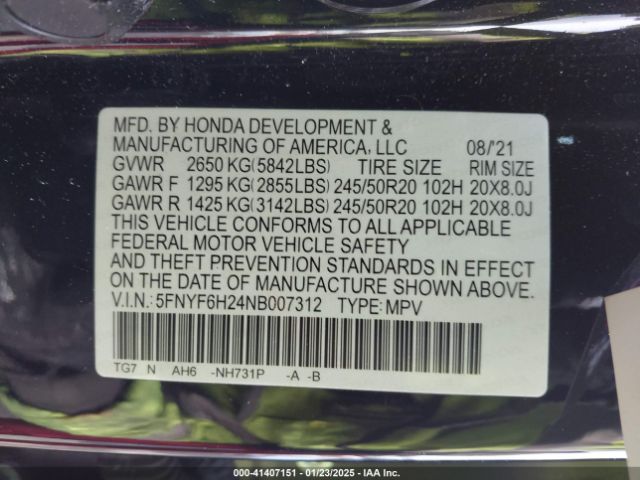 MFD. BY HONDA DEVELOPMENT &
MANUFACTURING OF AMERICA, LLC 08/'21
GVWR 2650 KG(5842LBS) TIRE SIZE RIM SIZE
GAWR F 1295 KG(2855LBS) 245/50R20 102H 20X8.0J
GAWR R 1425 KG(3142LBS) 245/50R20 102H 20X8.0J
THIS VEHICLE CONFORMS TO ALL APPLICABLE
FEDERAL MOTOR VEHICLE SAFETY
AND THEFT PREVENTION STANDARDS IN EFFECT
ON THE DATE OF MANUFACTURE SHOWN ABOVE.
V.I.N.: 5FNYF6H24NB007312 TYPE: MPV
TG7 N AH6 -NH731P -A -B
000-41407151 - 01/23/2025 - IAA Inc.